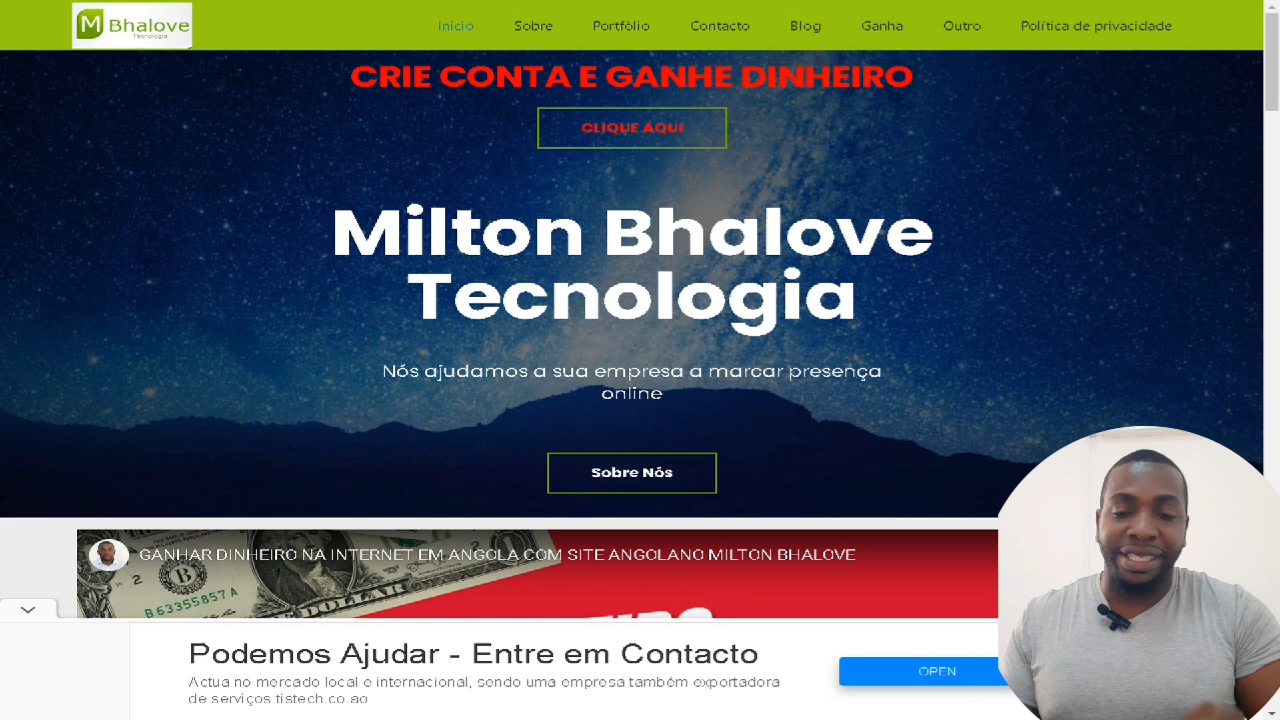 M Bhalove
Tecnologia
Início Sobre Portfólio Contacto Blog Ganha Outro Política de privacidade
CRIE CONTA E GANHE DINHEIRO
CLIQUE AQUI
Milton Bhalove
Tecnologia
Nós ajudamos a sua empresa a marcar presença
online
Sobre Nós
GANHAR DINHEIRO NA INTERNET EM ANGOLA COM SITE ANGOLANO MILTON BHALOVE
B 63355857 A
DOLLAR
Podemos Ajudar - Entre em Contacto
Actua no mercado local e internacional, sendo uma empresa também exportadora
de serviços tistech.co.ao
OPEN